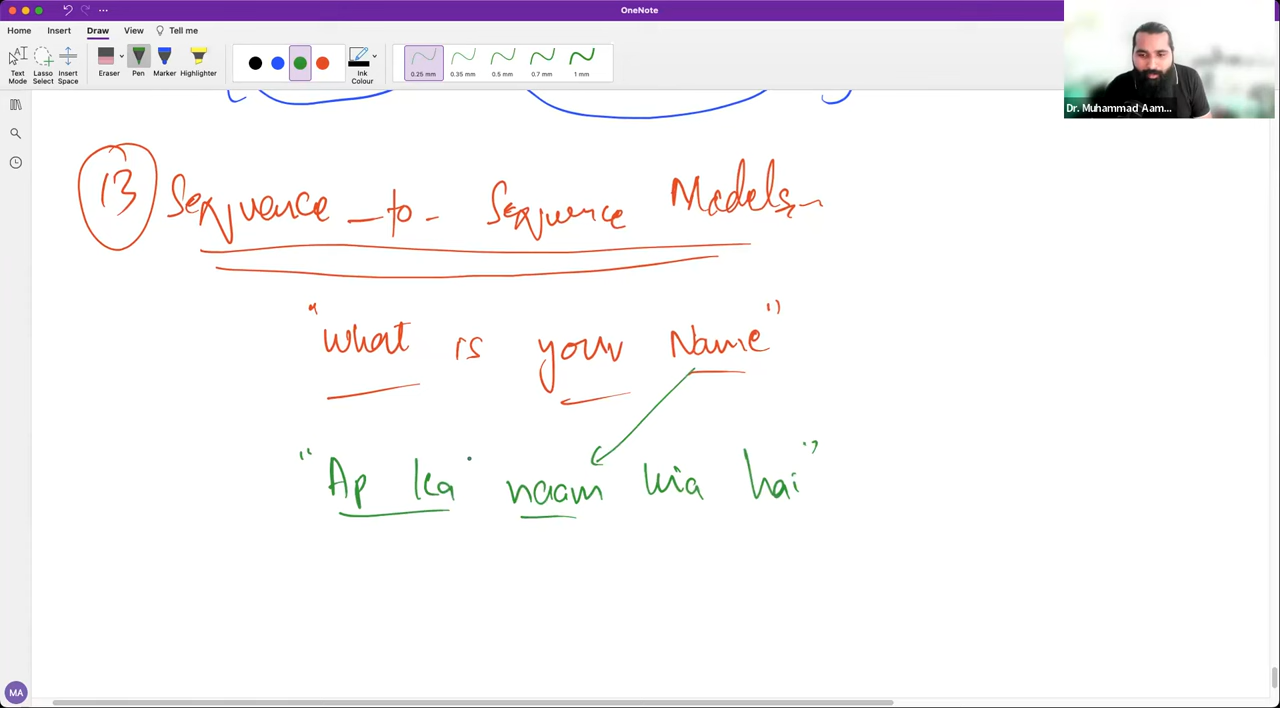 OneNote
Home Insert Draw View Tell me
Text Mode Lasso Select Insert Space Eraser Pen Marker Highlighter Ink Colour 0.25 mm 0.35 mm 0.5 mm 0.7 mm 1 mm
Dr. Muhammad Aam...
13 Sequence-to-Sequence Models
"What is your Name"
"Ap ka naam kia hai"
MA